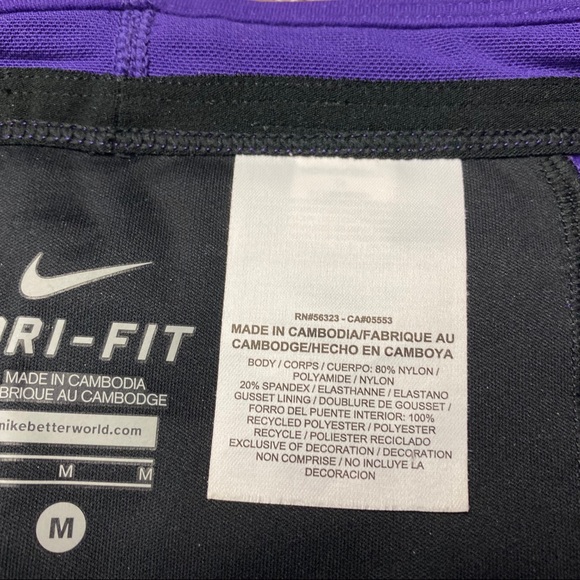 RI-FIT
MADE IN CAMBODIA
BRIQUE AU CAMBODGE
nikebetterworld.com
M M
M
RN#56323 - CA#05553
MADE IN CAMBODIA/FABRIQUE AU
CAMBODGE/HECHO EN CAMBOYA
BODY / CORPS / CUERPO: 80% NYLON /
POLYAMIDE / NYLON
20% SPANDEX / ELASTHANNE / ELASTANO
GUSSET LINING / DOUBLURE DE GOUSSET /
FORRO DEL PUENTE INTERIOR: 100%
RECYCLED POLYESTER / POLYESTER
RECYCLE / POLIESTER RECICLADO
EXCLUSIVE OF DECORATION / DECORATION
NON COMPRISE / NO INCLUYE LA
DECORACION